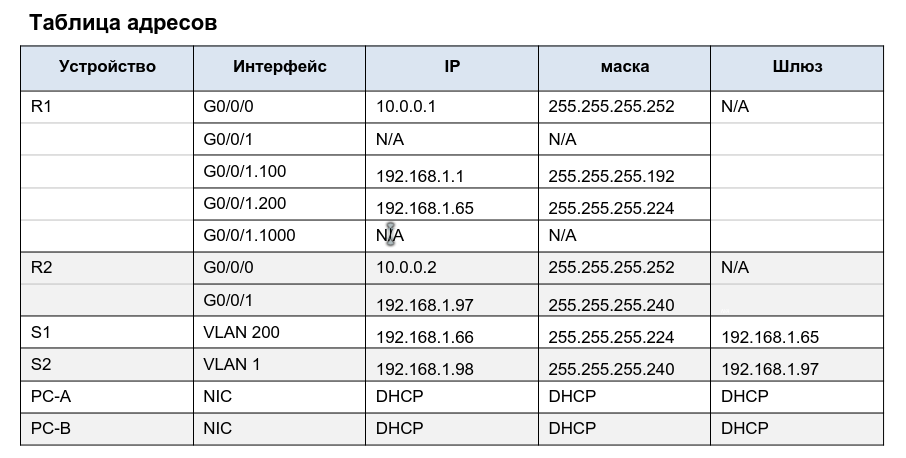 Таблица адресов
Устройство Интерфейс IP маска Шлюз
R1 G0/0/0 10.0.0.1 255.255.255.252 N/A
G0/0/1 N/A N/A
G0/0/1.100 192.168.1.1 255.255.255.192
G0/0/1.200 192.168.1.65 255.255.255.224
G0/0/1.1000 N/A N/A
R2 G0/0/0 10.0.0.2 255.255.255.252 N/A
G0/0/1 192.168.1.97 255.255.255.240
S1 VLAN 200 192.168.1.66 255.255.255.224 192.168.1.65
S2 VLAN 1 192.168.1.98 255.255.255.240 192.168.1.97
PC-A NIC DHCP DHCP DHCP
PC-B NIC DHCP DHCP DHCP